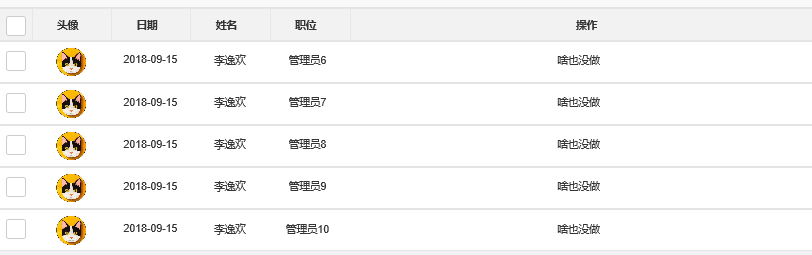 头像 日期 姓名 职位 操作
2018-09-15 李逸欢 管理员6 啥也没做
2018-09-15 李逸欢 管理员7 啥也没做
2018-09-15 李逸欢 管理员8 啥也没做
2018-09-15 李逸欢 管理员9 啥也没做
2018-09-15 李逸欢 管理员10 啥也没做